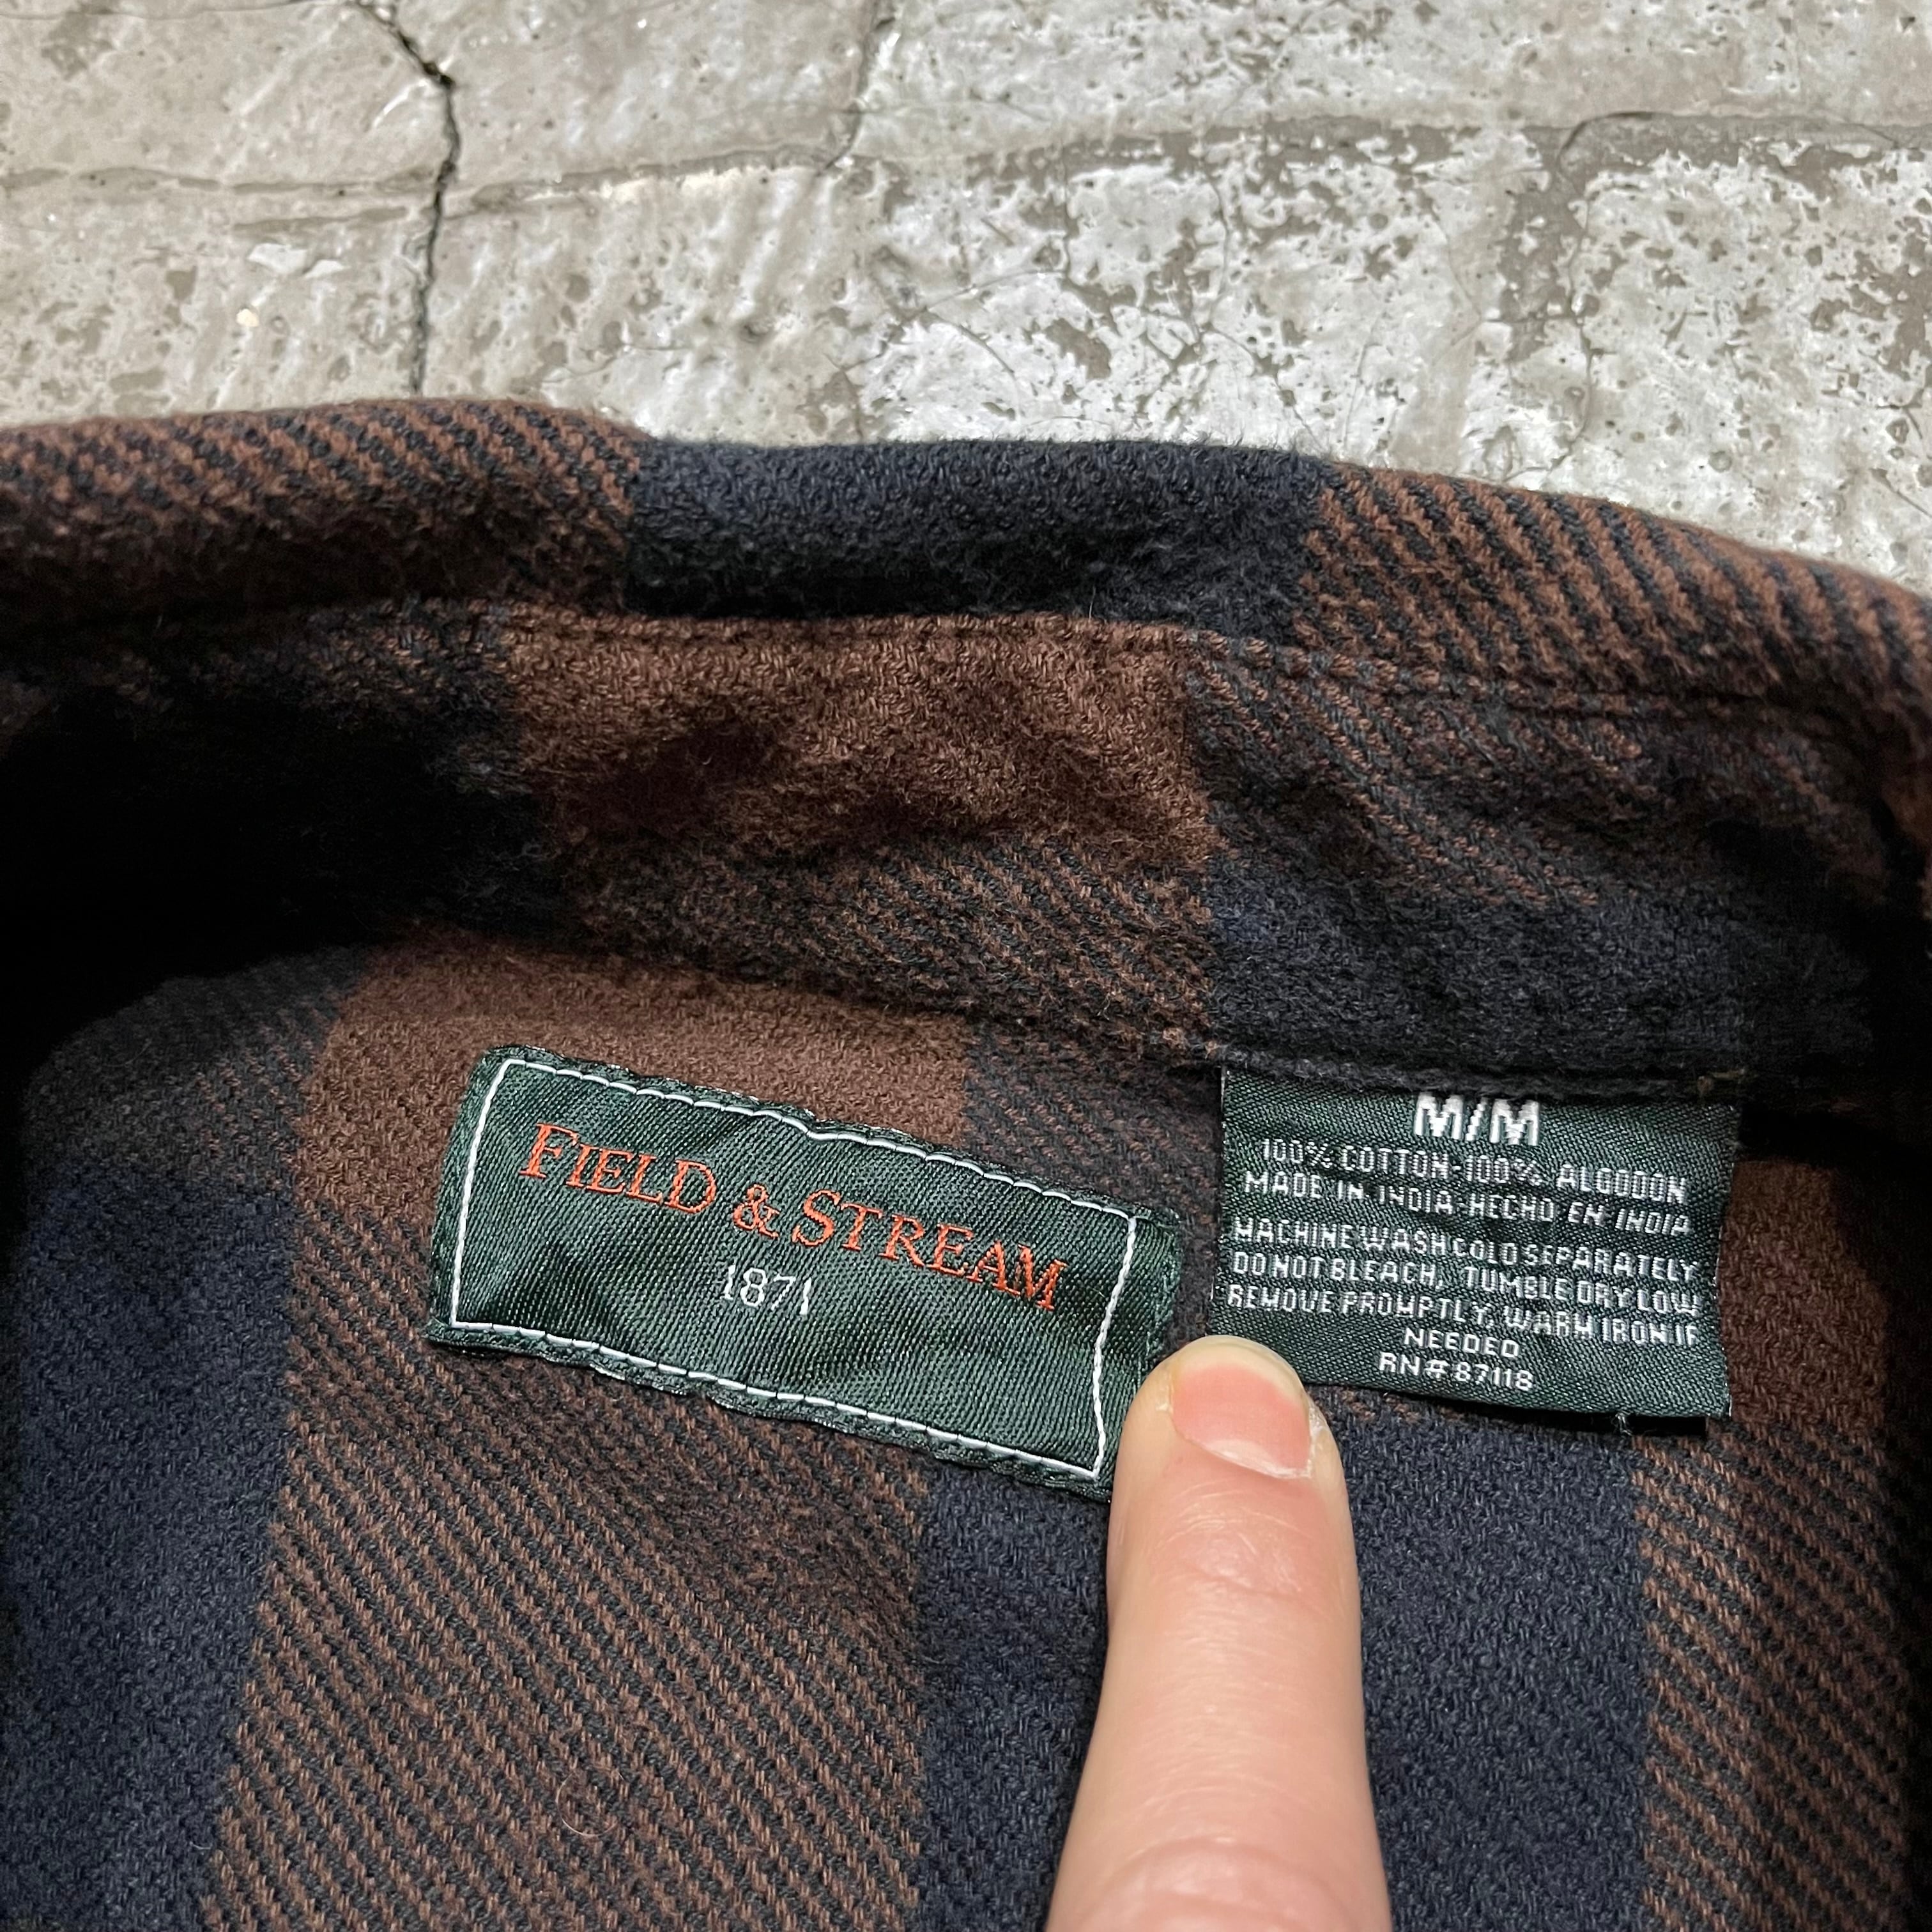 FIELD & STREAM
1871
M/M
100% COTTON-100% ALGODON
MADE IN INDIA-HECHO EN INDIA
MACHINE WASH COLD SEPARATELY
DO NOT BLEACH, TUMBLE DRY LOW
REMOVE PROMPTLY, WARM IRON IF
NEEDED
RN# 87118